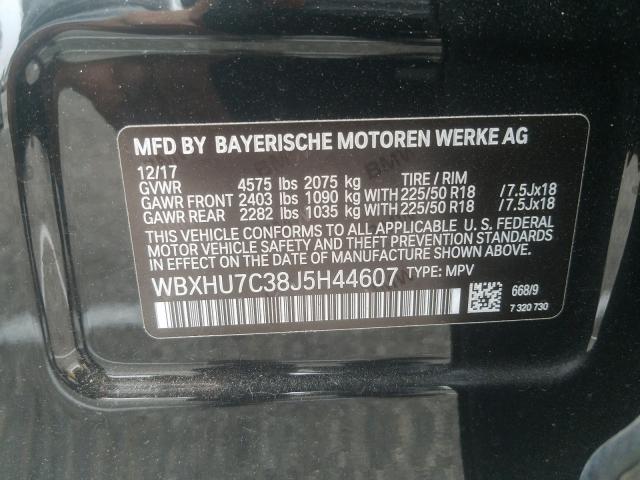 MFD BY BAYERISCHE MOTOREN WERKE AG
12/17
GVWR 4575 lbs 2075 kg TIRE / RIM
GAWR FRONT 2403 lbs 1090 kg WITH 225/50 R18 /7.5Jx18
GAWR REAR 2282 lbs 1035 kg WITH 225/50 R18 /7.5Jx18
THIS VEHICLE CONFORMS TO ALL APPLICABLE U. S. FEDERAL
MOTOR VEHICLE SAFETY AND THEFT PREVENTION STANDARDS
IN EFFECT ON THE DATE OF MANUFACTURE SHOWN ABOVE.
WBXHU7C38J5H44607 TYPE: MPV
668/9
7 320 730